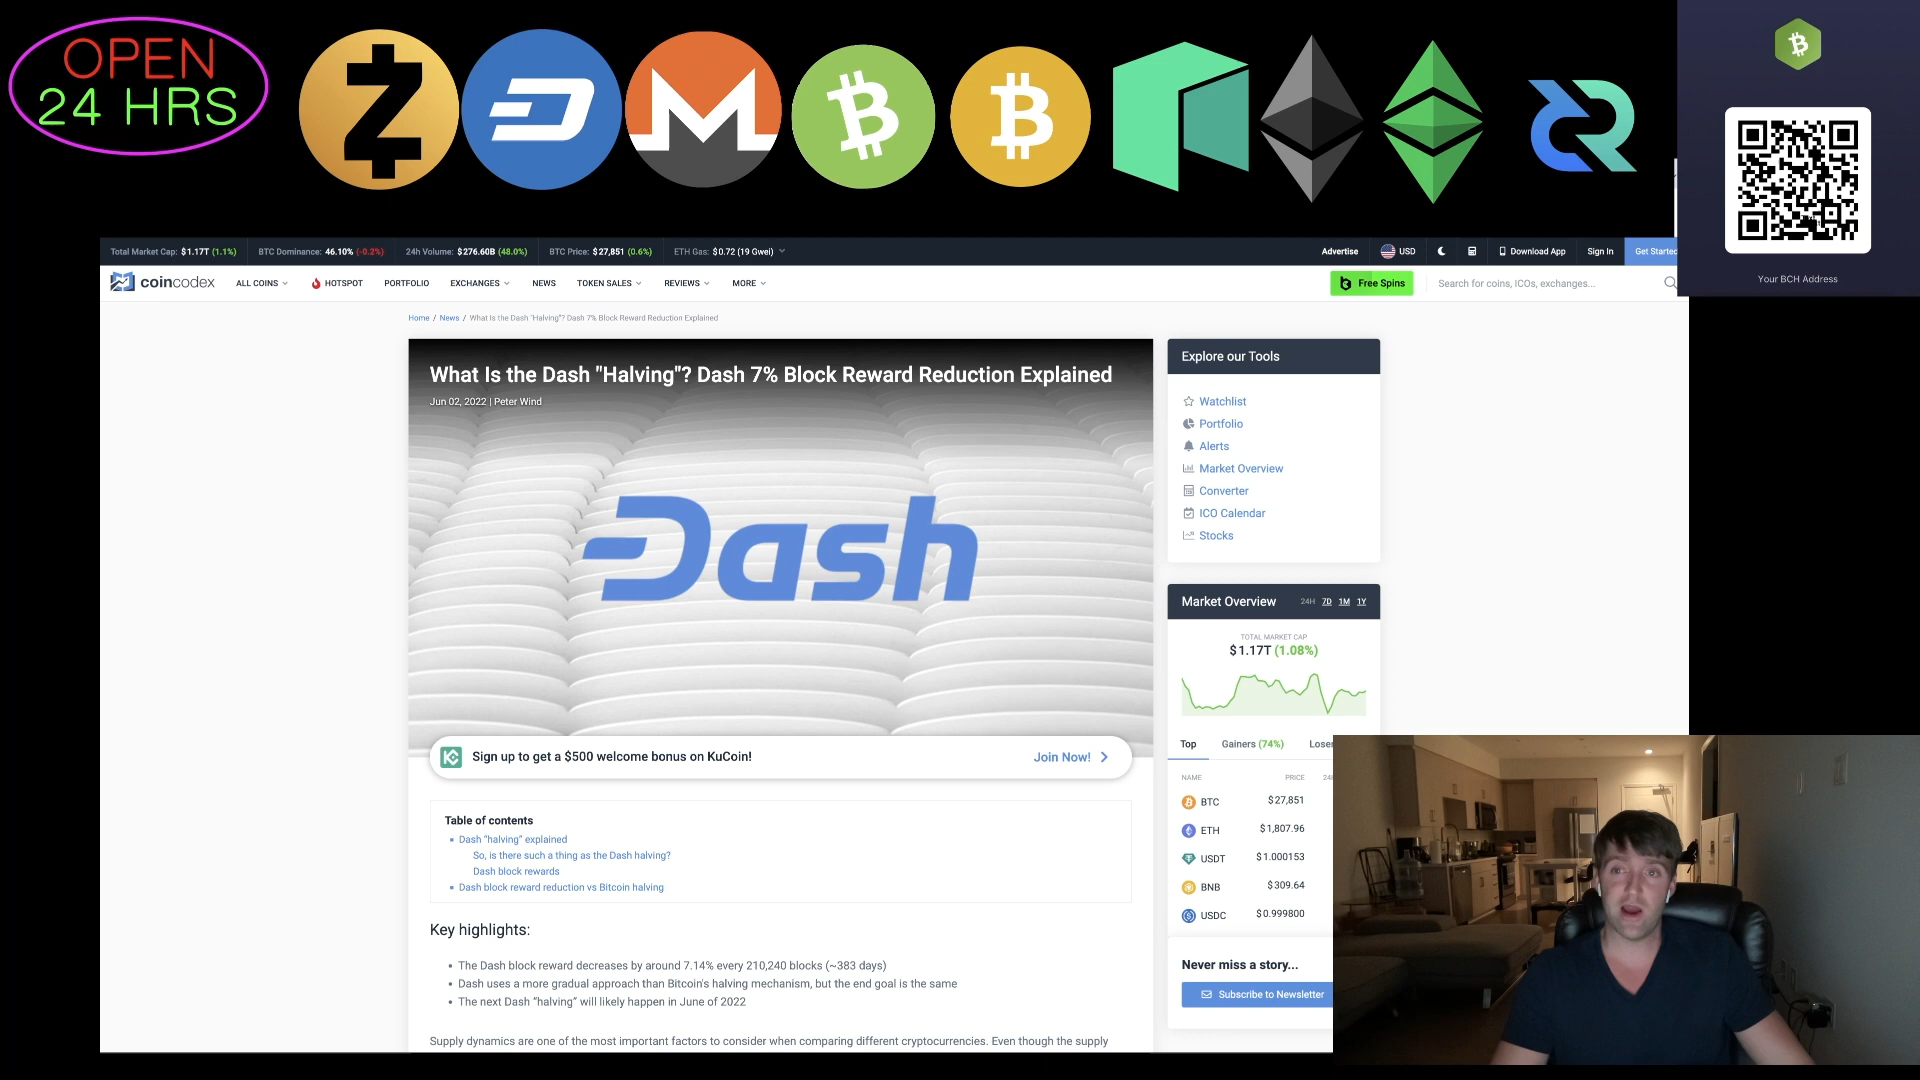 OPEN
24 HRS
Your BCH Address
Total Market Cap: $1.17T (1.1%) BTC Dominance: 46.10% (-0.2%) 24h Volume: $276.60B (48.0%) BTC Price: $27,851 (0.6%) ETH Gas: $0.72 (19 Gwei) Advertise USD Download App Sign In Get Started
coincodex ALL COINS HOTSPOT PORTFOLIO EXCHANGES NEWS TOKEN SALES REVIEWS MORE Free Spins Search for coins, ICOs, exchanges...
Home / News / What Is the Dash "Halving"? Dash 7% Block Reward Reduction Explained
What Is the Dash "Halving"? Dash 7% Block Reward Reduction Explained
Jun 02, 2022 | Peter Wind
Dash
Sign up to get a $500 welcome bonus on KuCoin! Join Now!
Table of contents
Dash “halving” explained
So, is there such a thing as the Dash halving?
Dash block rewards
Dash block reward reduction vs Bitcoin halving
Key highlights:
The Dash block reward decreases by around 7.14% every 210,240 blocks (~383 days)
Dash uses a more gradual approach than Bitcoin's halving mechanism, but the end goal is the same
The next Dash “halving” will likely happen in June of 2022
Supply dynamics are one of the most important factors to consider when comparing different cryptocurrencies. Even though the supply
Explore our Tools
Watchlist
Portfolio
Alerts
Market Overview
Converter
ICO Calendar
Stocks
Market Overview 24H 7D 1M 1Y
TOTAL MARKET CAP
$1.17T (1.08%)
Top Gainers (74%) Loser
NAME PRICE 24
BTC $27,851
ETH $1,807.96
USDT $1.000153
BNB $309.64
USDC $0.999800
Never miss a story...
Subscribe to Newsletter